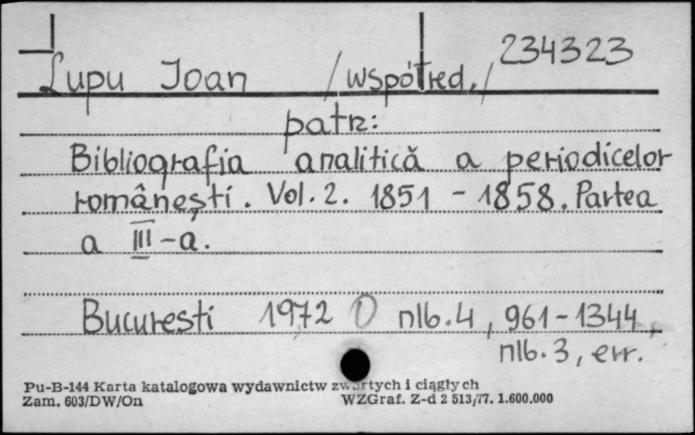 234323
Lupu Ioan /współred./
patrz:
Bibliografia analitică a periodicelor
românești. Vol. 2. 1851 - 1858. Partea
a III-a.
București 1972 nlb. 4, 961-1344,
nlb. 3, err.
Pu-B-144 Karta katalogowa wydawnictw zwartych i ciągłych
Zam. 603/DW/On WZGraf. Z-d 2 513/77. 1.600.000